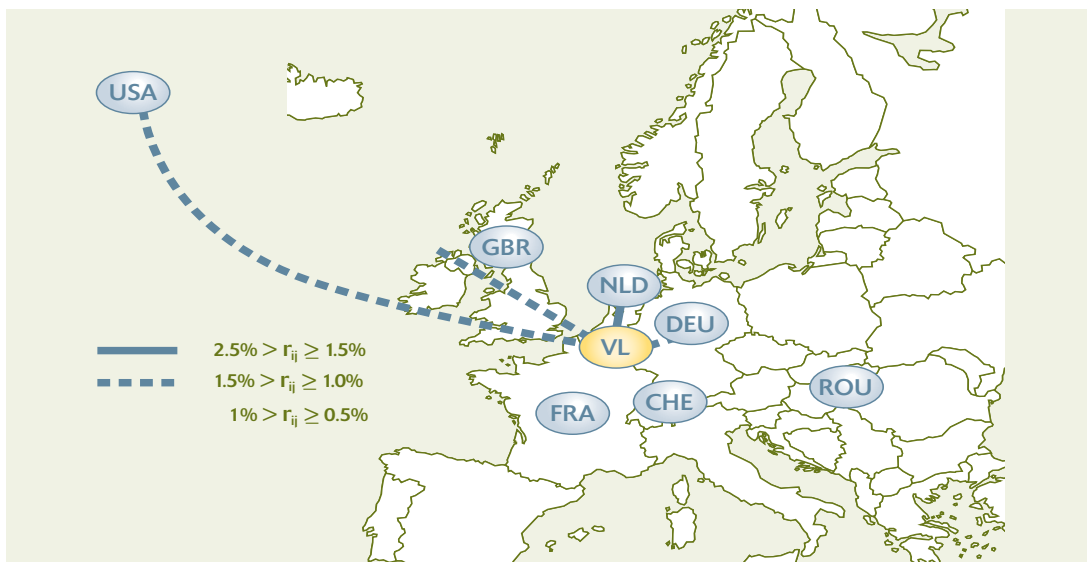 USA
GBR
NLD
DEU
VL
2.5% > rij ≥ 1.5%
1.5% > rij ≥ 1.0%
1% > rij ≥ 0.5%
ROU
CHE
FRA